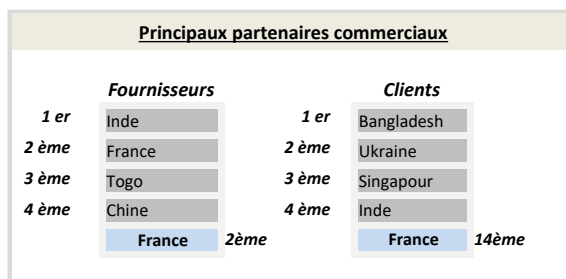 Principaux partenaires commerciaux
Fournisseurs Clients
1 er Inde 1 er Bangladesh
2 ème France 2 ème Ukraine
3 ème Togo 3 ème Singapour
4 ème Chine 4 ème Inde
France 2ème France 14ème